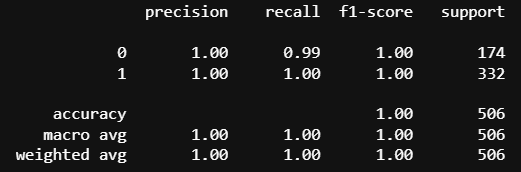 precision recall f1-score support
0 1.00 0.99 1.00 174
1 1.00 1.00 1.00 332
accuracy 1.00 506
macro avg 1.00 1.00 1.00 506
weighted avg 1.00 1.00 1.00 506